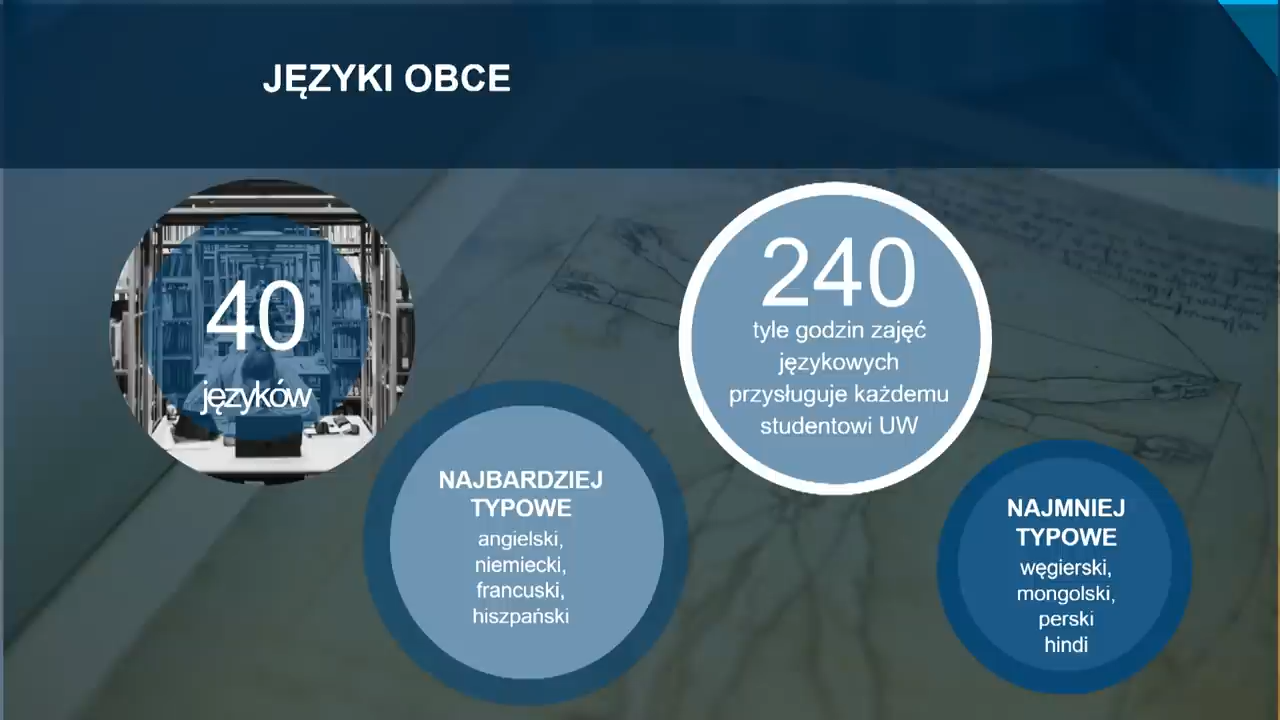 JĘZYKI OBCE
40
języków
240
tyle godzin zajęć
językowych
przysługuje każdemu
studentowi UW
NAJBARDZIEJ
TYPOWE
angielski,
niemiecki,
francuski,
hiszpański
NAJMNIEJ
TYPOWE
węgierski,
mongolski,
perski
hindi